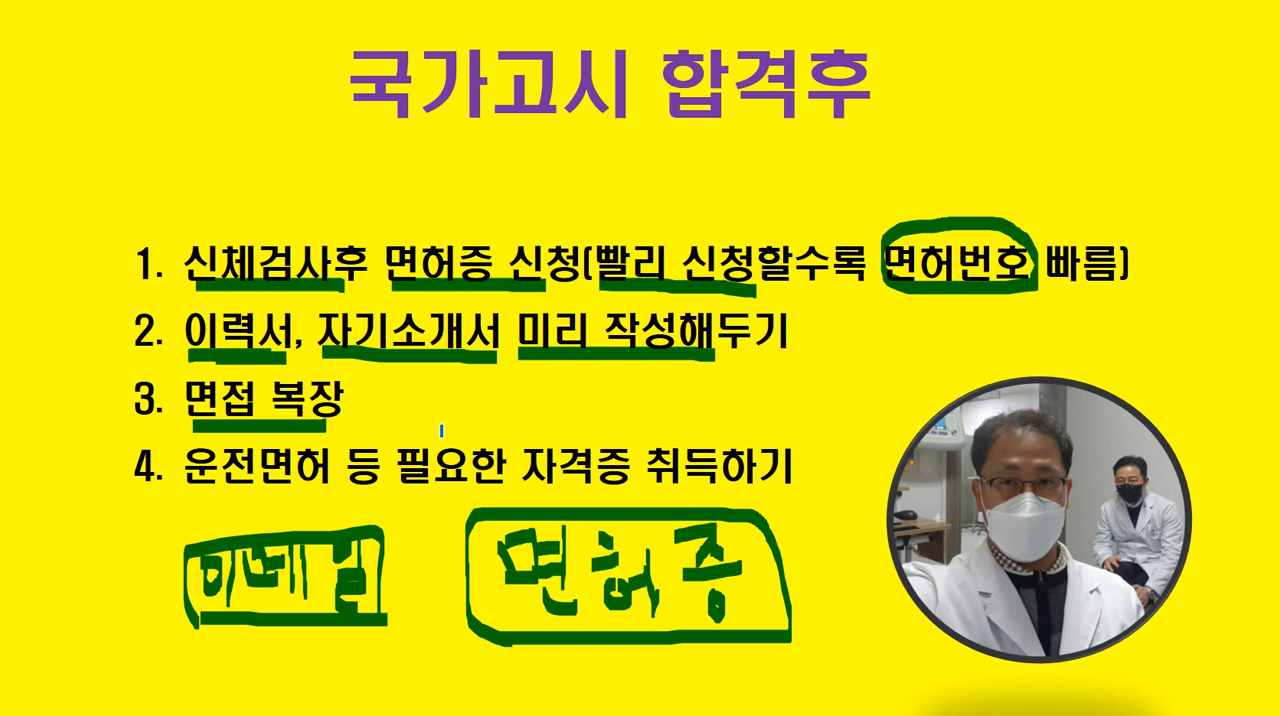 국가고시 합격후
1. 신체검사후 면허증 신청(빨리 신청할수록 면허번호 빠름)
2. 이력서, 자기소개서 미리 작성해두기
3. 면접 복장
4. 운전면허 등 필요한 자격증 취득하기
이메일 면허증